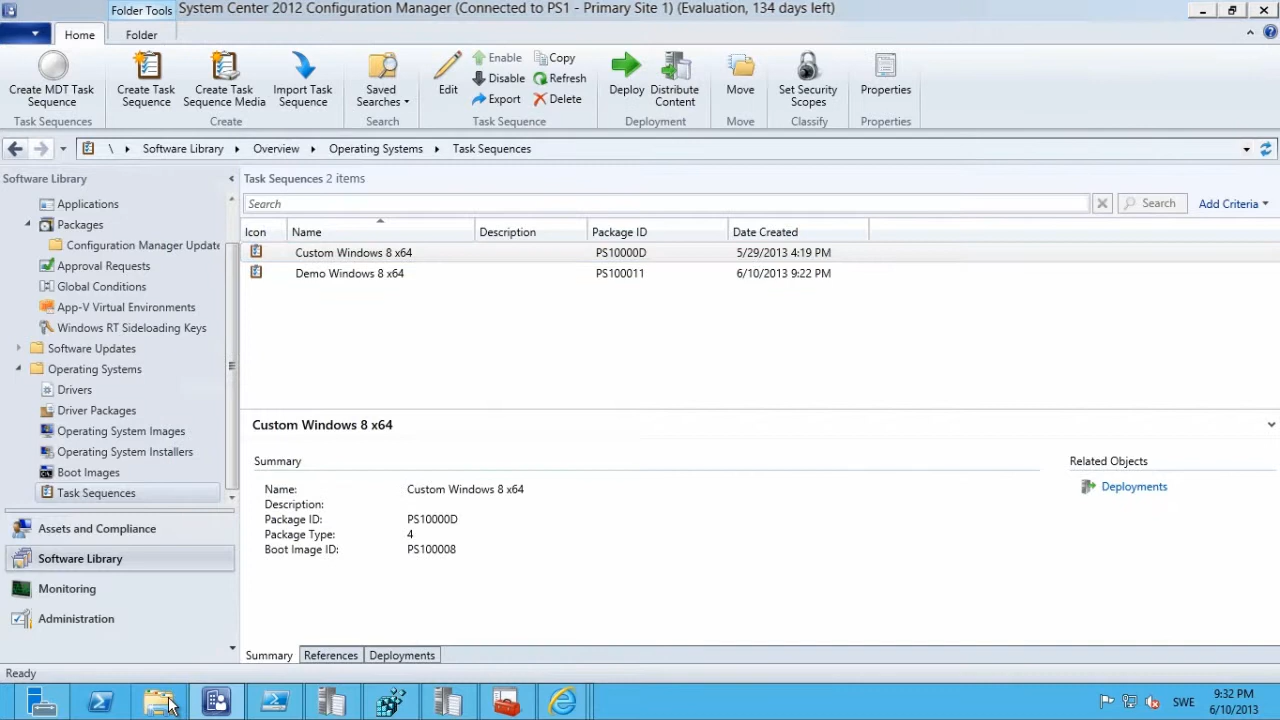 Folder Tools
System Center 2012 Configuration Manager (Connected to PS1 - Primary Site 1) (Evaluation, 134 days left)
Home
Folder
Create MDT Task Sequence
Create Task Sequence
Create Task Sequence Media
Import Task Sequence
Saved Searches
Edit
Enable
Disable
Export
Copy
Refresh
Delete
Deploy
Distribute Content
Move
Set Security Scopes
Properties
Task Sequences
Create
Search
Task Sequence
Deployment
Move
Classify
Properties
\ Software Library Overview Operating Systems Task Sequences
Software Library
Applications
Packages
Configuration Manager Update
Approval Requests
Global Conditions
App-V Virtual Environments
Windows RT Sideloading Keys
Software Updates
Operating Systems
Drivers
Driver Packages
Operating System Images
Operating System Installers
Boot Images
Task Sequences
Assets and Compliance
Software Library
Monitoring
Administration
Task Sequences 2 items
Search
Search
Add Criteria
Icon Name Description Package ID Date Created
Custom Windows 8 x64 PS10000D 5/29/2013 4:19 PM
Demo Windows 8 x64 PS100011 6/10/2013 9:22 PM
Custom Windows 8 x64
Summary
Name: Custom Windows 8 x64
Description:
Package ID: PS10000D
Package Type: 4
Boot Image ID: PS100008
Related Objects
Deployments
Summary References Deployments
Ready
SWE
9:32 PM
6/10/2013